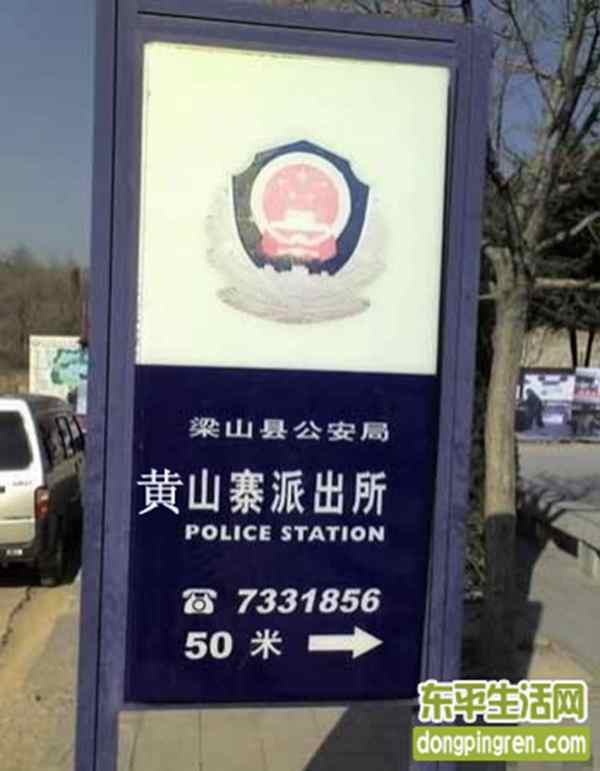 梁山县公安局
黄山寨派出所
POLICE STATION
☎ 7331856
50 米 →
东平生活网
dongpingren.com